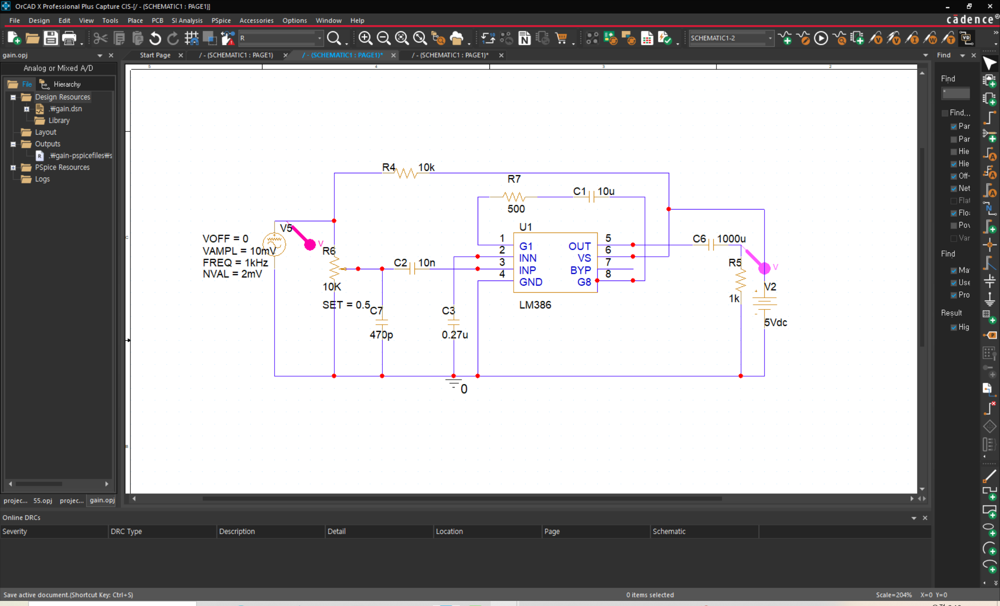 OrCAD X Professional Plus Capture CIS-[/ - (SCHEMATIC1 : PAGE1)]
File Design Edit View Tools Place PCB SI Analysis PSpice Accessories Options Window Help
cādence®
R
SCHEMATIC1-2
gain.opj
Start Page
/ - (SCHEMATIC1 : PAGE1)
/ - (SCHEMATIC1 : PAGE1)*
/ - (SCHEMATIC1 : PAGE1)*
Find
Analog or Mixed A/D
File
Hierarchy
Design Resources
.₩gain.dsn
Library
Layout
Outputs
.₩gain-pspicefiles₩s
PSpice Resources
Logs
projec...
55.opj
projec...
gain.opj
5
4
3
2
C
B
R4
10k
R7
500
C1
10u
VOFF = 0
VAMPL = 10mV
FREQ = 1kHz
NVAL = 2mV
V5
V
R6
10K
SET = 0.5
C2
10n
C7
470p
C3
0.27u
0
U1
1
2
3
4
G1
INN
INP
GND
OUT
VS
BYP
G8
5
6
7
8
LM386
C6
1000u
R5
1k
V
V2
5Vdc
Find
*
Find...
Par
Par
Hie
Hie
Off-
Net
Flat
Flo
Pov
Var
Find
Ma
Use
Pro
Result
Hig
Online DRCs
Severity DRC Type Description Detail Location Page Schematic
Save active document.(Shortcut Key: Ctrl+S)
0 items selected
Scale=204%
X=0 Y=0